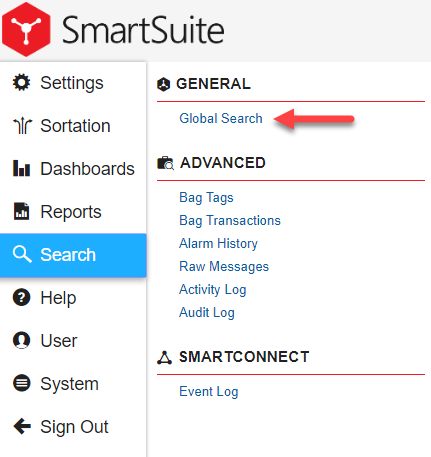 SmartSuite
Settings
Sortation
Dashboards
Reports
Search
Help
User
System
Sign Out
GENERAL
Global Search
ADVANCED
Bag Tags
Bag Transactions
Alarm History
Raw Messages
Activity Log
Audit Log
SMARTCONNECT
Event Log